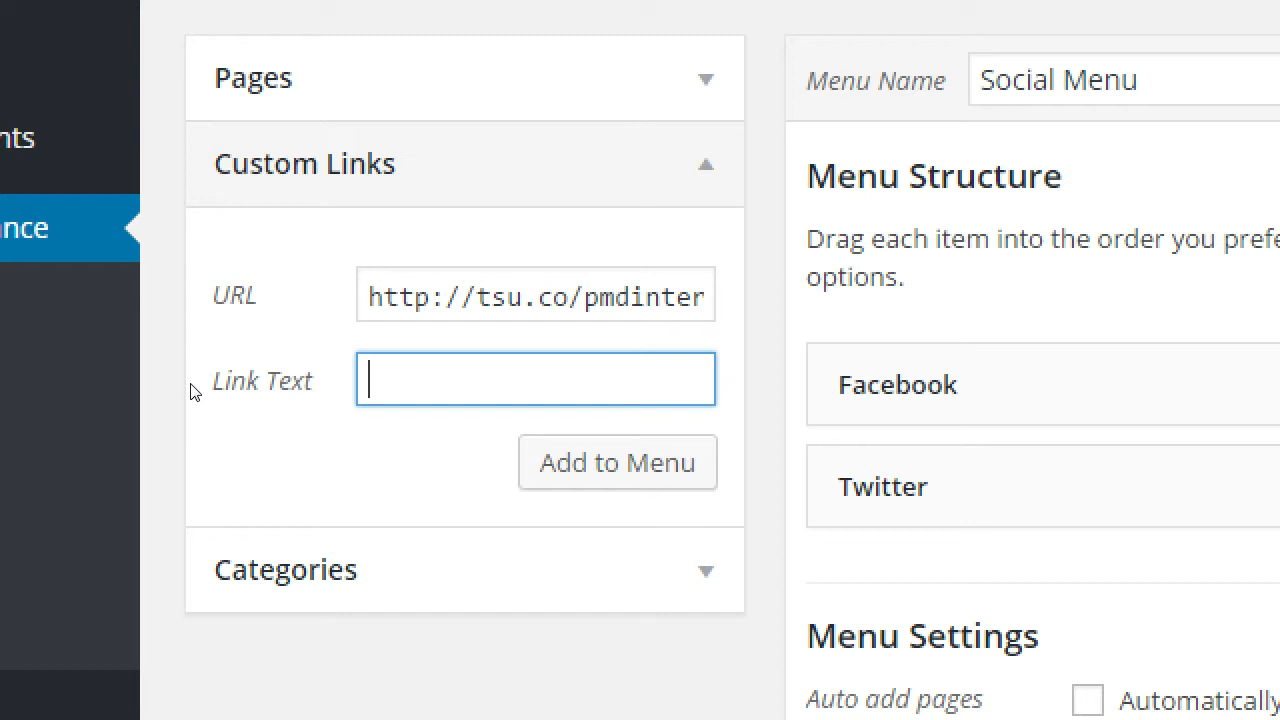 nts
ance
Pages
Custom Links
URL
http://tsu.co/pmdinter
Link Text
Add to Menu
Categories
Menu Name
Social Menu
Menu Structure
Drag each item into the order you prefe
options.
Facebook
Twitter
Menu Settings
Auto add pages
Automatically